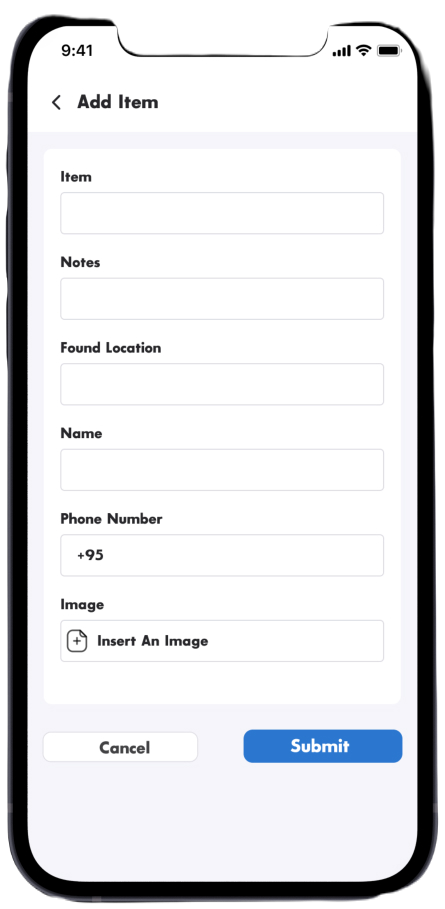 9:41
Add Item
Item
Notes
Found Location
Name
Phone Number
+95
Image
Insert An Image
Cancel
Submit